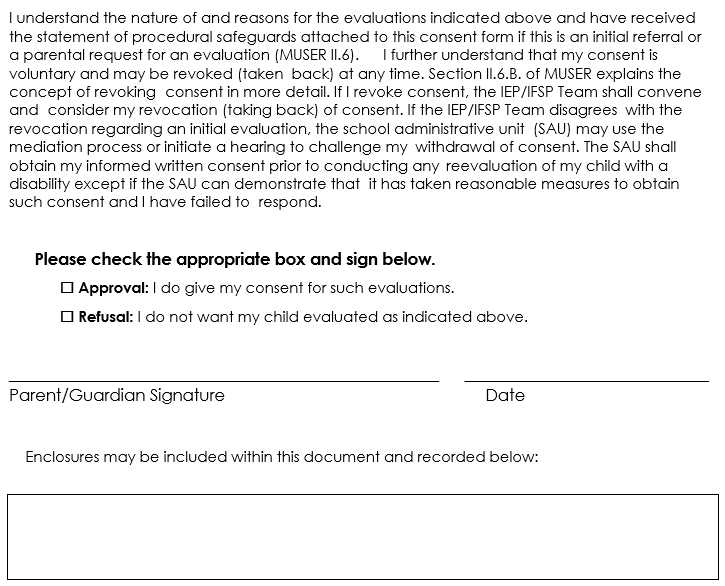 I understand the nature of and reasons for the evaluations indicated above and have received
the statement of procedural safeguards attached to this consent form if this is an initial referral or
a parental request for an evaluation (MUSER II.6).     I further understand that my consent is
voluntary and may be revoked (taken  back) at any time. Section II.6.B. of MUSER explains the
concept of revoking  consent in more detail. If I revoke consent, the IEP/IFSP Team shall convene
and  consider my revocation (taking back) of consent. If the IEP/IFSP Team disagrees  with the
revocation regarding an initial evaluation, the school administrative unit  (SAU) may use the
mediation process or initiate a hearing to challenge my  withdrawal of consent. The SAU shall
obtain my informed written consent prior to conducting any  reevaluation of my child with a
disability except if the SAU can demonstrate that  it has taken reasonable measures to obtain
such consent and I have failed to  respond.
Please check the appropriate box and sign below.
☐ Approval: I do give my consent for such evaluations.
☐ Refusal: I do not want my child evaluated as indicated above.
Parent/Guardian Signature Date
Enclosures may be included within this document and recorded below: